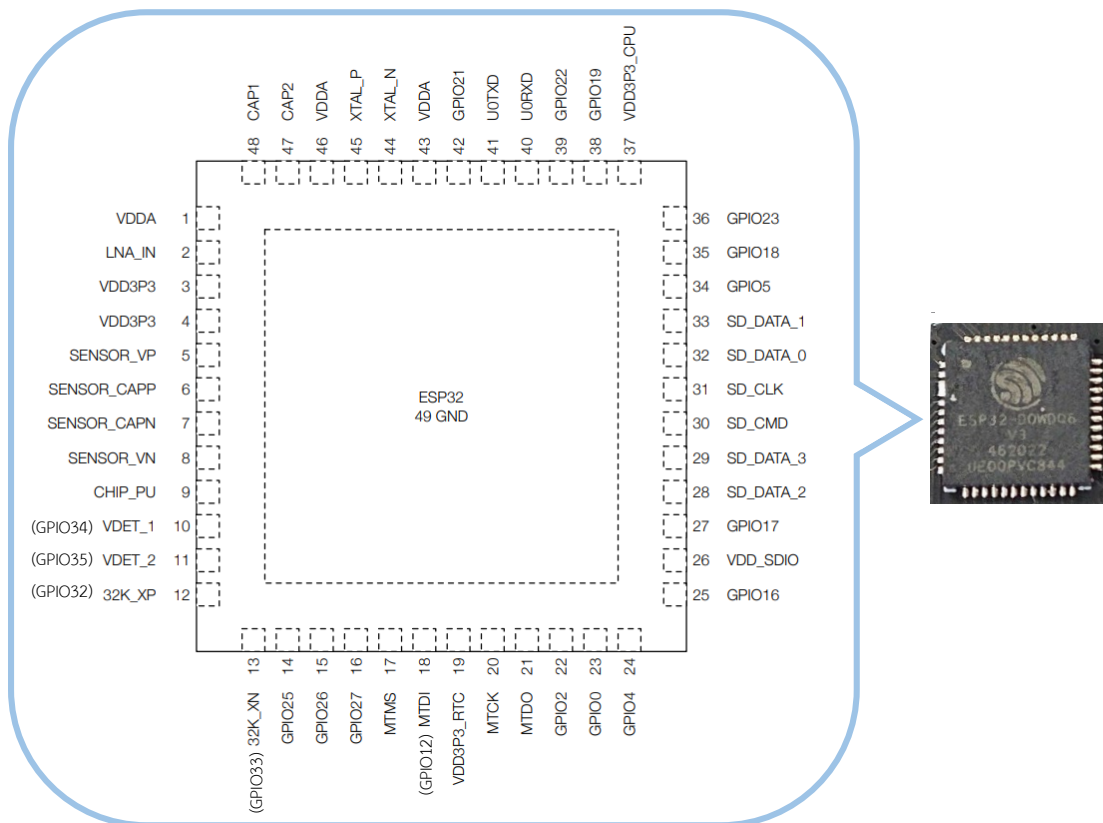 48 CAP1
47 CAP2
46 VDDA
45 XTAL_P
44 XTAL_N
43 VDDA
42 GPIO21
41 U0TXD
40 U0RXD
39 GPIO22
38 GPIO19
37 VDD3P3_CPU
VDDA 1
LNA_IN 2
VDD3P3 3
VDD3P3 4
SENSOR_VP 5
SENSOR_CAPP 6
SENSOR_CAPN 7
SENSOR_VN 8
CHIP_PU 9
(GPIO34) VDET_1 10
(GPIO35) VDET_2 11
(GPIO32) 32K_XP 12
ESP32
49 GND
36 GPIO23
35 GPIO18
34 GPIO5
33 SD_DATA_1
32 SD_DATA_0
31 SD_CLK
30 SD_CMD
29 SD_DATA_3
28 SD_DATA_2
27 GPIO17
26 VDD_SDIO
25 GPIO16
(GPIO33) 32K_XN 13
GPIO25 14
GPIO26 15
GPIO27 16
MTMS 17
(GPIO12) MTDI 18
VDD3P3_RTC 19
MTCK 20
MTDO 21
GPIO2 22
GPIO0 23
GPIO4 24
ESP32-D0WDQ6
V3
462022
U200PVC844